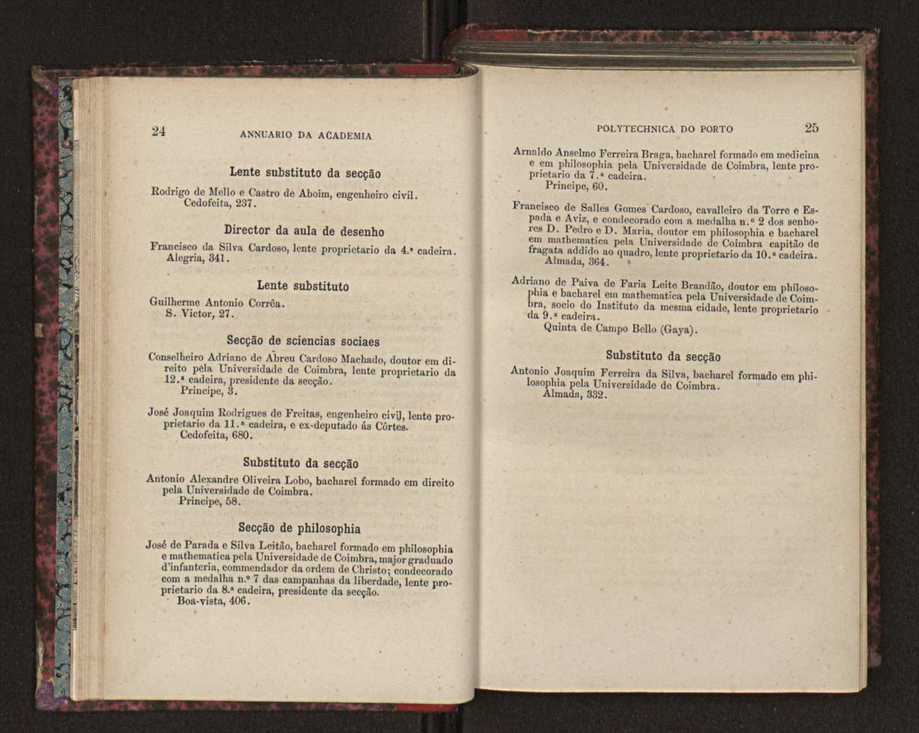 24
ANNUARIO DA ACADEMIA
Lente substituto da secção
Rodrigo de Mello e Castro de Aboim, engenheiro civil.
Cedofeita, 237.
Director da aula de desenho
Francisco da Silva Cardoso, lente proprietario da 4.ª cadeira.
Alegria, 341.
Lente substituto
Guilherme Antonio Corrêa.
S. Victor, 27.
Secção de sciencias sociaes
Conselheiro Adriano de Abreu Cardoso Machado, doutor em di-
reito pela Universidade de Coimbra, lente proprietario da
12.ª cadeira, presidente da secção.
Principe, 3.
José Joaquim Rodrigues de Freitas, engenheiro civil, lente pro-
prietario da 11.ª cadeira, e ex-deputado ás Côrtes.
Cedofeita, 680.
Substituto da secção
Antonio Alexandre Oliveira Lobo, bacharel formado em direito
pela Universidade de Coimbra.
Principe, 58.
Secção de philosophia
José de Parada e Silva Leitão, bacharel formado em philosophia
e mathematica pela Universidade de Coimbra, major graduado
d'infanteria, commendador da ordem de Christo; condecorado
com a medalha n.º 7 das campanhas da liberdade, lente pro-
prietario da 8.ª cadeira, presidente da secção.
Boa-vista, 406.
POLYTECHNICA DO PORTO
25
Arnaldo Anselmo Ferreira Braga, bacharel formado em medicina
e em philosophia pela Universidade de Coimbra, lente pro-
prietario da 7.ª cadeira.
Principe, 60.
Francisco de Salles Gomes Cardoso, cavalleiro da Torre e Es-
pada e Aviz, e condecorado com a medalha n.º 2 dos senho-
res D. Pedro e D. Maria, doutor em philosophia e bacharel
em mathematica pela Universidade de Coimbra capitão de
fragata addido ao quadro, lente proprietario da 10.ª cadeira.
Almada, 364.
Adriano de Paiva de Faria Leite Brandão, doutor em philoso-
phia e bacharel em mathematica pela Universidade de Coim-
bra, socio do Instituto da mesma cidade, lente proprietario
da 9.ª cadeira.
Quinta de Campo Bello (Gaya).
Substituto da secção
Antonio Joaquim Ferreira da Silva, bacharel formado em phi-
losophia pela Universidade de Coimbra.
Almada, 332.